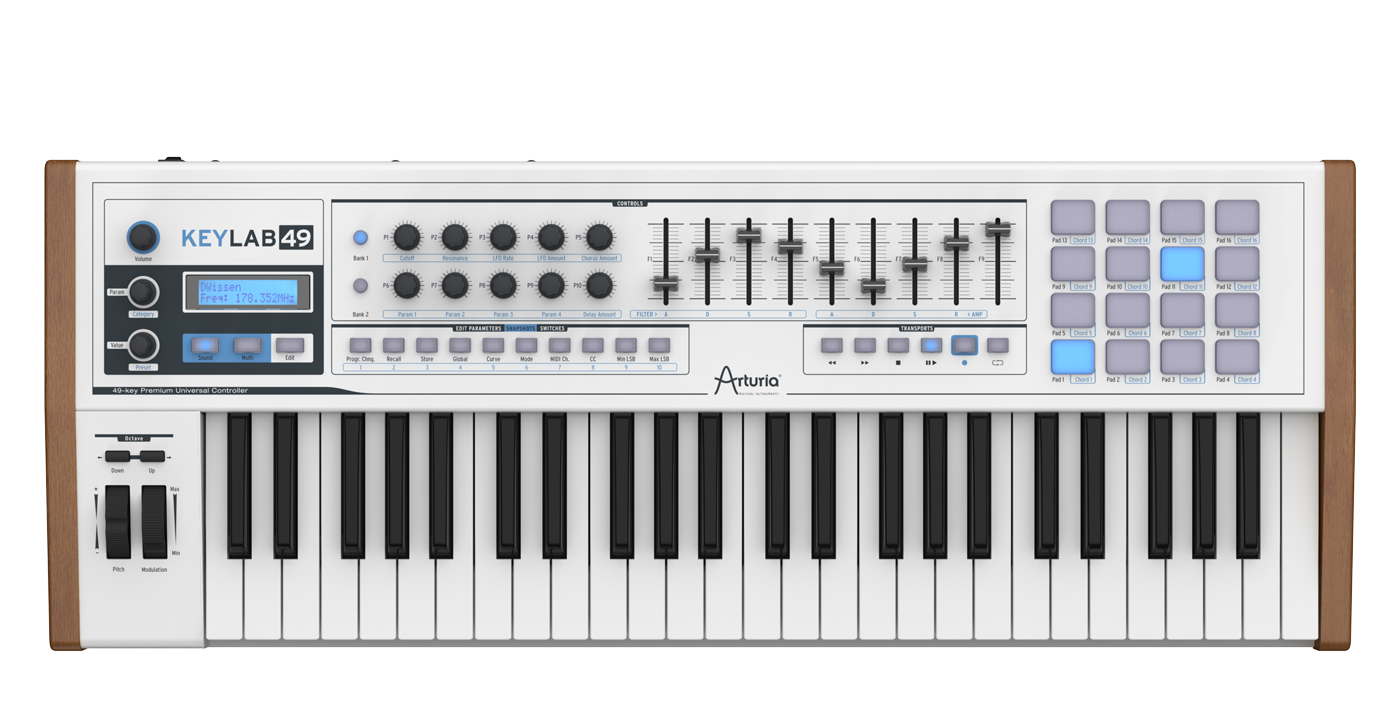 CONTROLS
KEYLAB 49
Volume
Param
Category
Value
Preset
DWissen
Freq: 178.352MHz
Sound
Multi
Edit
49-key Premium Universal Controller
Bank 1
P1
P2
P3
P4
P5
Cutoff
Resonance
LFO Rate
LFO Amount
Chorus Amount
Bank 2
P6
P7
P8
P9
P10
Param 1
Param 2
Param 3
Param 4
Delay Amount
F1
F2
F3
F4
F5
F6
F7
F8
F9
FILTER > A
D
S
R
A
D
S
R < AMP
EDIT PARAMETERS SNAPSHOTS SWITCHES
Progr. Chng.
Recall
Store
Global
Curve
Mode
MIDI Ch.
CC
Min LSB
Max LSB
1
2
3
4
5
6
7
8
9
10
TRANSPORTS
Arturia
Pad 13 Chord 13
Pad 14 Chord 14
Pad 15 Chord 15
Pad 16 Chord 16
Pad 9 Chord 9
Pad 10 Chord 10
Pad 11 Chord 11
Pad 12 Chord 12
Pad 5 Chord 5
Pad 6 Chord 6
Pad 7 Chord 7
Pad 8 Chord 8
Pad 1 Chord 1
Pad 2 Chord 2
Pad 3 Chord 3
Pad 4 Chord 4
Octave
Down
Up
+
-
Max
Min
Pitch
Modulation